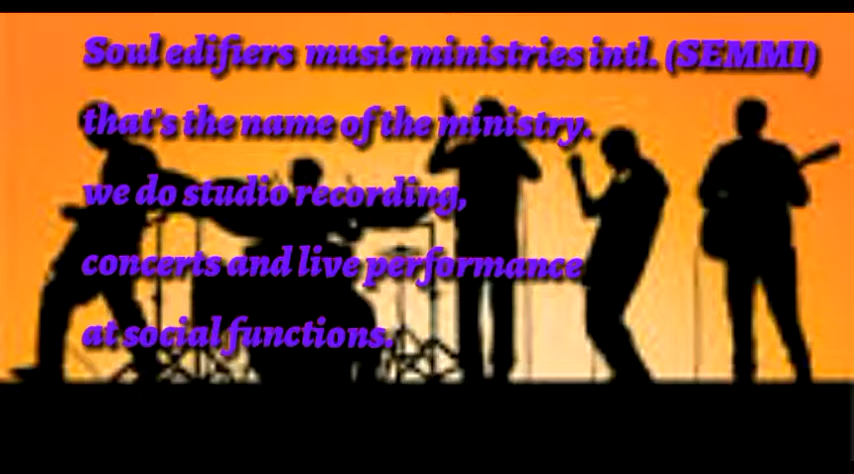 Soul edifiers music ministries intl. (SEMMI)
that's the name of the ministry.
we do studio recording,
concerts and live performance
at social functions.